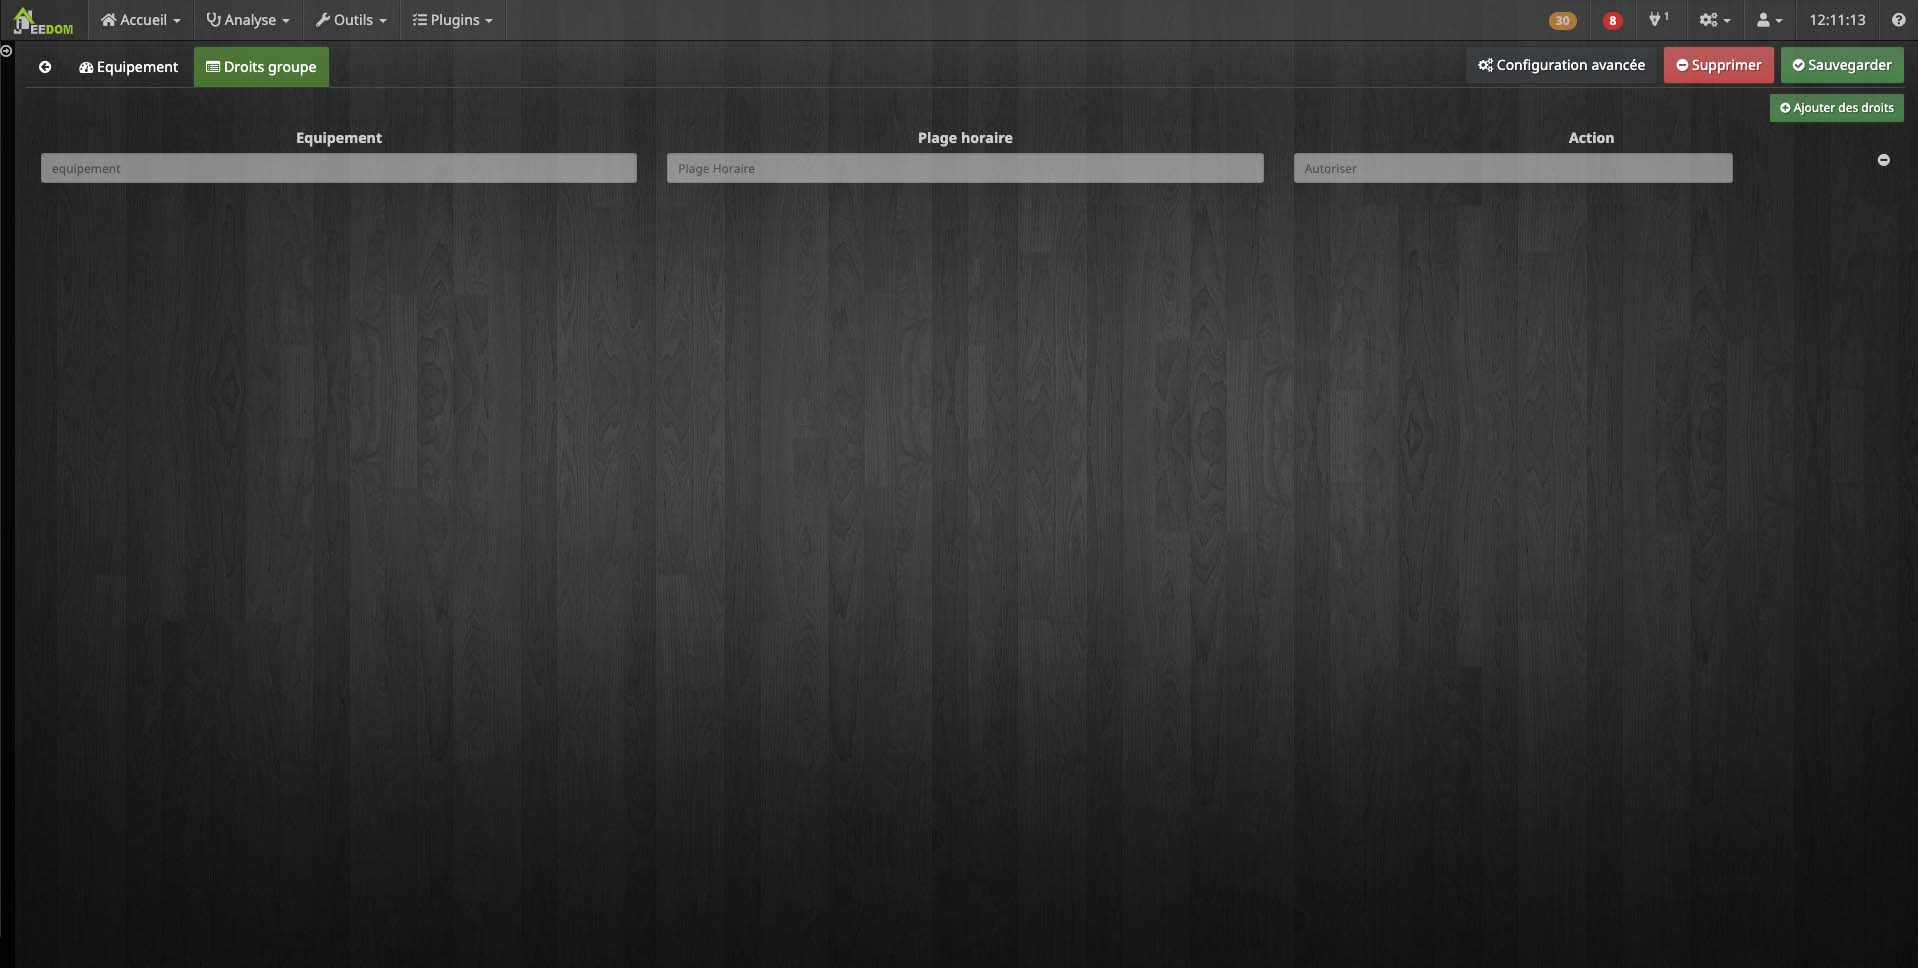 JEEDOM Accueil Analyse Outils Plugins 30 8 1 12:11:13
Equipement Droits groupe Configuration avancée Supprimer Sauvegarder
Ajouter des droits
Equipement Plage horaire Action
equipement Plage Horaire Autoriser